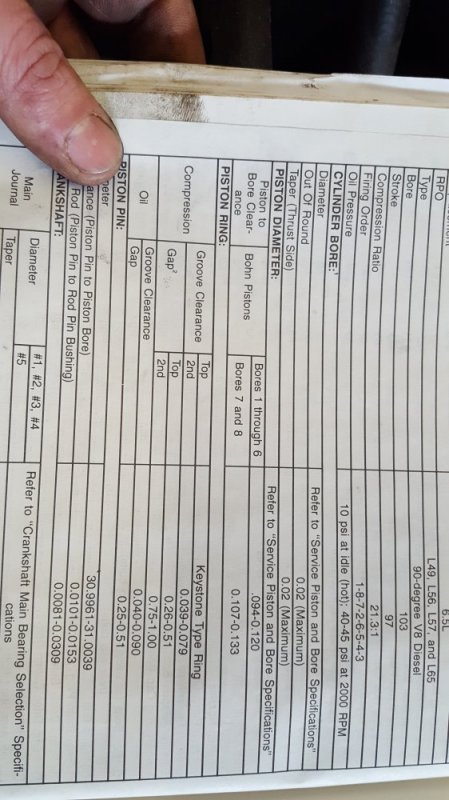 6.5L
RPO L49, L56, L57, and L65
Type 90-degree V8 Diesel
Bore 103
Stroke 97
Compression Ratio 21.3:1
Firing Order 1-8-7-2-6-5-4-3
Oil Pressure 10 psi at idle (hot); 40-45 psi at 2000 RPM
CYLINDER BORE:
Diameter Refer to "Service Piston and Bore Specifications"
Out Of Round 0.02 (Maximum)
Taper (Thrust Side) 0.02 (Maximum)
PISTON DIAMETER: Refer to "Service Piston and Bore Specifications"
Piston to Bore Clear-ance Bohn Pistons Bores 1 through 6 .094-0.120
Bores 7 and 8 0.107-0.133
PISTON RING:
Compression Groove Clearance Top Keystone Type Ring
2nd 0.039-0.079
Gap Top 0.26-0.51
2nd 0.75-1.00
Oil Groove Clearance 0.040-0.090
Gap 0.25-0.51
PISTON PIN:
eter 30.9961-31.0039
ance (Piston Pin to Piston Bore) 0.0101-0.0153
Rod (Piston Pin to Rod Pin Bushing) 0.0081-0.0309
ANKSHAFT:
Main Journal Diameter #1, #2, #3, #4 Refer to "Crankshaft Main Bearing Selection" Specifi-
#5 cations
Taper